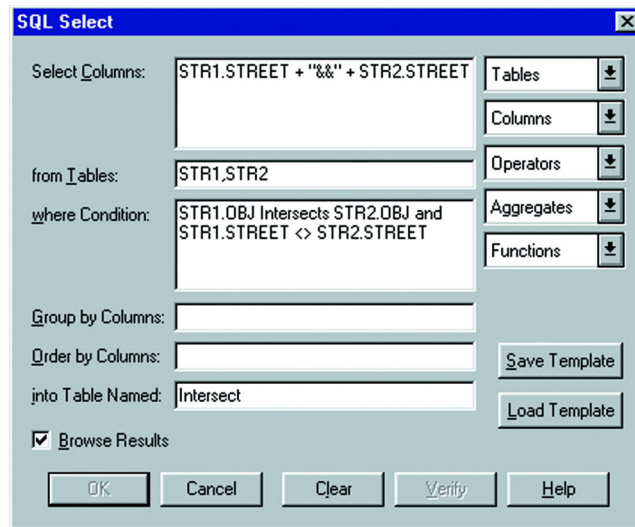 SQL Select
Select Columns:
STR1.STREET + "&&" + STR2.STREET
Tables
Columns
from Tables:
STR1,STR2
Operators
where Condition:
STR1.OBJ Intersects STR2.OBJ and
STR1.STREET <> STR2.STREET
Aggregates
Functions
Group by Columns:
Order by Columns:
Save Template
into Table Named:
Intersect
Load Template
Browse Results
OK
Cancel
Clear
Verify
Help